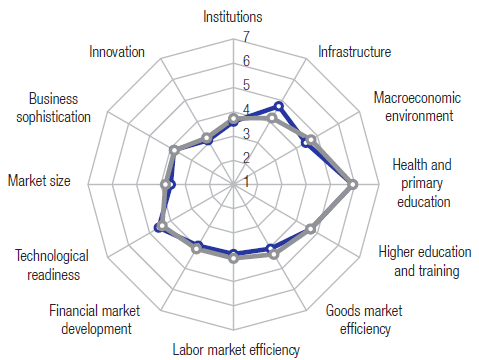 Institutions
7
6
5
4
3
2
1
Infrastructure
Macroeconomic
environment
Health and
primary
education
Higher education
and training
Goods market
efficiency
Labor market efficiency
Financial market
development
Technological
readiness
Market size
Business
sophistication
Innovation